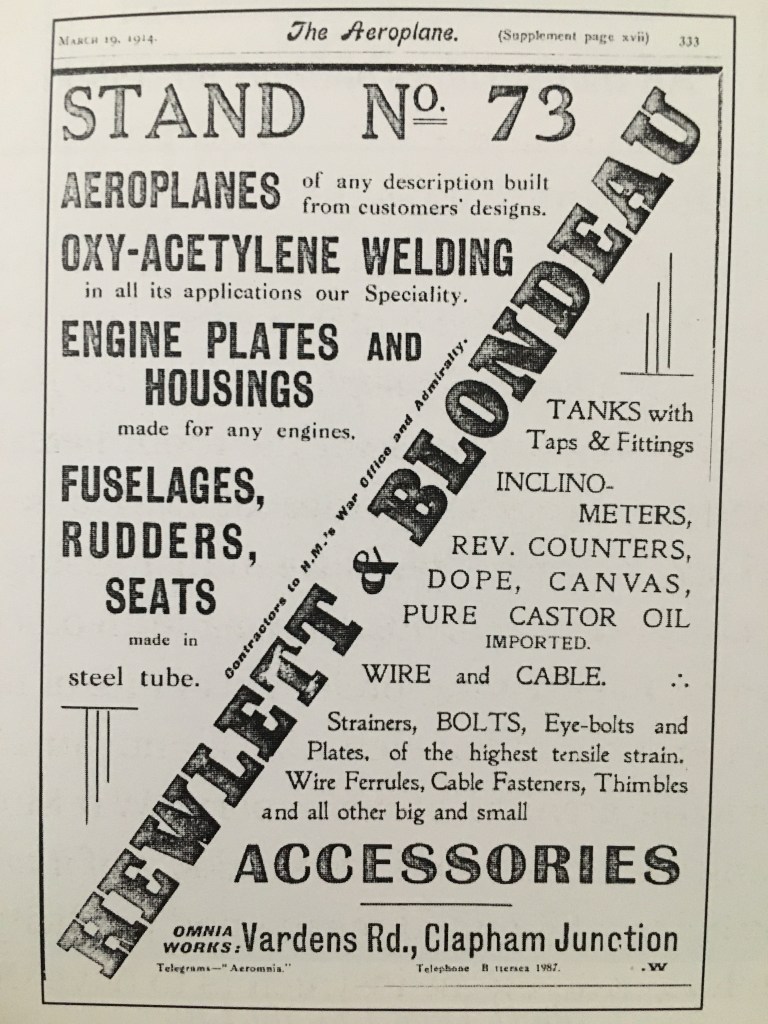 MARCH 19, 1914.
The Aeroplane.
(Supplement page xvii)
333
STAND No. 73
AEROPLANES of any description built
from customers' designs.
OXY-ACETYLENE WELDING
in all its applications our Speciality.
ENGINE PLATES AND
HOUSINGS
made for any engines.
FUSELAGES,
RUDDERS,
SEATS
made in
steel tube.
Contractors to H.M.'s War Office and Admiralty.
HEWLETT & BLONDEAU
TANKS with
Taps & Fittings
INCLINO-
METERS,
REV. COUNTERS,
DOPE, CANVAS,
PURE CASTOR OIL
IMPORTED.
WIRE and CABLE.
Strainers, BOLTS, Eye-bolts and
Plates, of the highest tensile strain.
Wire Ferrules, Cable Fasteners, Thimbles
and all other big and small
ACCESSORIES
OMNIA
WORKS: Vardens Rd., Clapham Junction
Telegrams—"Aeromnia."
Telephone 1987.
.W